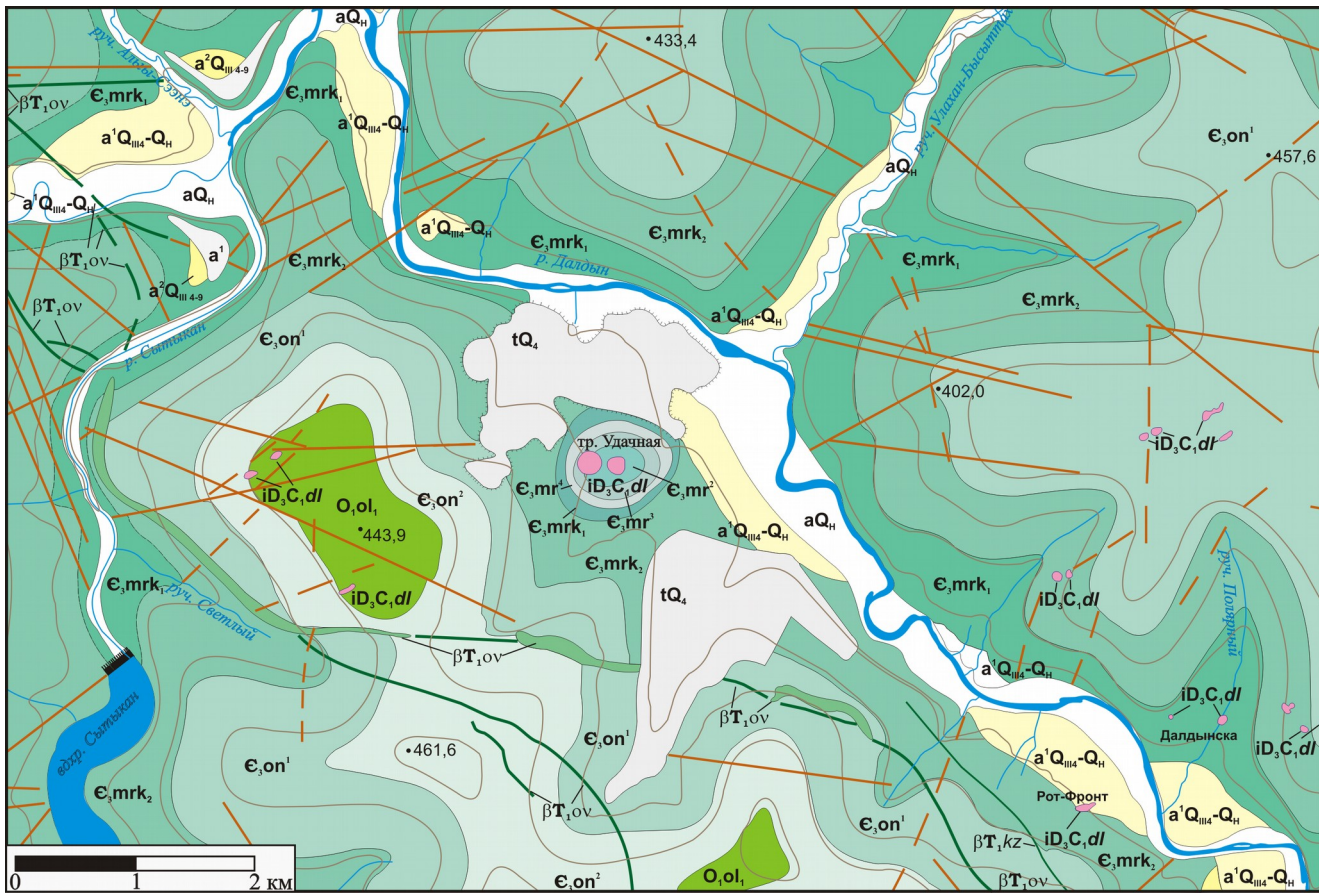 aQH
•433,4
руч. Улахан-Бысыттах
a²QIII 4-9
руч. Алыы-
Є₃mrk₁
Є₃mrk₁
βT₁ον
a¹QIII4-QH
a¹QIII4-QH
Є₃on¹
•457,6
aQH
aQH
a¹QIII4-QH
a¹QIII4-QH
a¹
Є₃mrk₁
Є₃mrk₂
р. Далдын
Є₃mrk₂
Є₃mrk₁
βT₁ον
a²QIII 4-9
βT₁ον
Є₃mrk₂
р. Сытыкан
Є₃on¹
tQ₄
a¹QIII4-QH
•402,0
тр. Удачная
iD₃C₁dl
iD₃C₁dl
Є₃on²
Є₃mr⁴
iD₃C₁dl
Є₃mr²
O₁ol₁
Є₃mrk₁
Є₃mr³
•443,9
a¹QIII4-QH
aQH
Є₃mrk₂
Є₃mrk₁
руч. Светлый
iD₃C₁dl
tQ₄
Є₃mrk₁
iD₃C₁dl
руч. Полярный
βT₁ον
a¹QIII4-QH
iD₃C₁dl
βT₁ον
Далдынска
iD₃C₁dl
вдхр. Сытыкан
•461,6
Є₃on¹
Є₃on¹
a¹QIII4-QH
Є₃mrk₂
Рот-Фронт
βT₁ον
a¹QIII4-QH
Є₃on¹
βT₁kz
iD₃C₁dl
Є₃mrk₂
a¹QIII4-QH
0 1 2 км
Є₃on²
O₁ol₁
βT₁ον